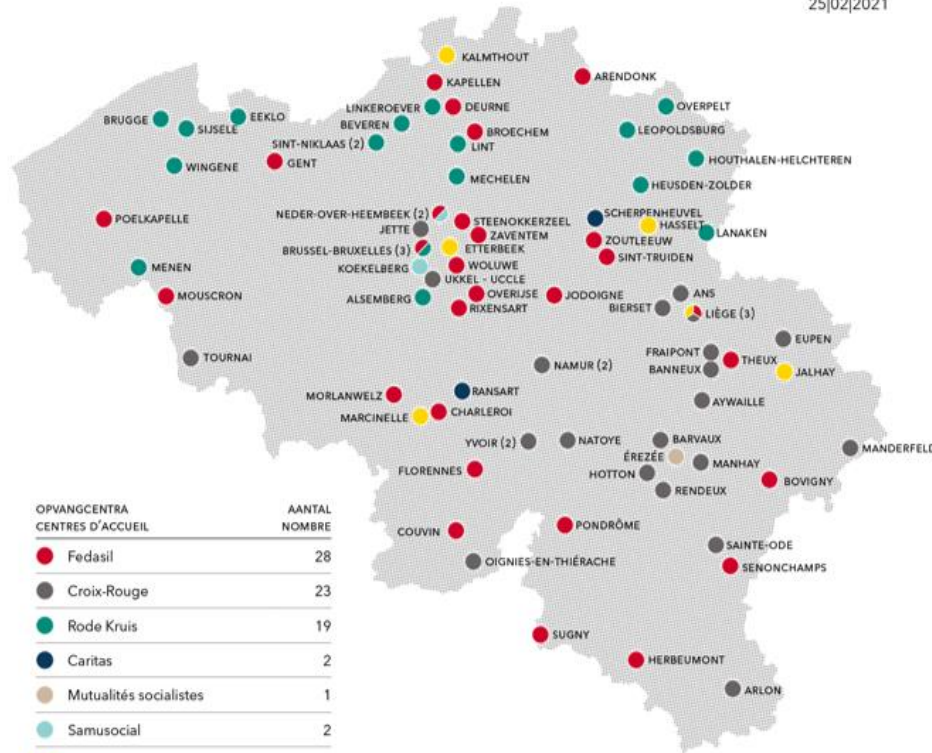 25|02|2021
KALMTHOUT
KAPELLEN
ARENDONK
LINKEROEVER
DEURNE
OVERPELT
BRUGGE
EEKLO
SIJSELE
BEVEREN
BROECHEM
LEOPOLDSBURG
SINT-NIKLAAS (2)
LINT
GENT
HOUTHALEN-HELCHTEREN
WINGENE
MECHELEN
HEUSDEN-ZOLDER
POELKAPELLE
NEDER-OVER-HEEMBEEK (2)
STEENOKKERZEEL
SCHERPENHEUVEL
HASSELT
JETTE
ZAVENTEM
ZOUTLEEUW
LANAKEN
BRUSSEL-BRUXELLES (3)
ETTERBEEK
SINT-TRUIDEN
MENEN
KOEKELBERG
WOLUWE
UKKEL - UCCLE
MOUSCRON
ALSEMBERG
OVERIJSE
JODOIGNE
ANS
RIXENSART
BIERSET
LIÈGE (3)
EUPEN
TOURNAI
FRAIPONT
THEUX
NAMUR (2)
BANNEUX
JALHAY
MORLANWELZ
RANSART
AYWAILLE
MARCINELLE
CHARLEROI
YVOIR (2)
NATOYE
BARVAUX
MANDERFELD
ÉREZÉE
MANHAY
FLORENNES
HOTTON
BOVIGNY
RENDEUX
COUVIN
PONDRÔME
SAINTE-ODE
OIGNIES-EN-THIÉRACHE
SENONCHAMPS
SUGNY
HERBEUMONT
ARLON
OPVANGCENTRA AANTAL
CENTRES D'ACCUEIL NOMBRE
Fedasil 28
Croix-Rouge 23
Rode Kruis 19
Caritas 2
Mutualités socialistes 1
Samusocial 2